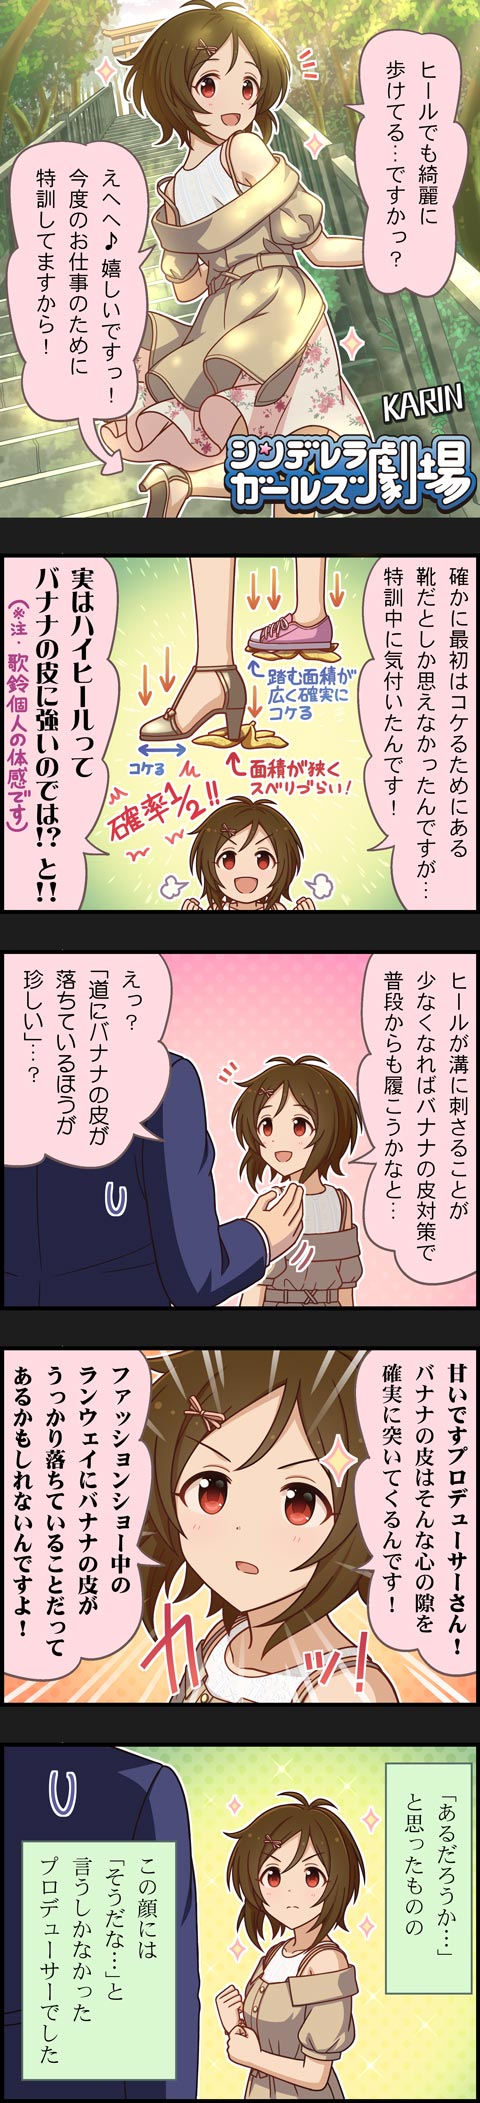 ヒールでも綺麗に
歩けてる…ですかっ？
えへへ♪ 嬉しいですっ！
今度のお仕事のために
特訓してますから！
KARIN
シンデレラ
ガールズ劇場
確かに最初はコケるためにある
靴だとしか思えなかったんですが…
特訓中に気付いたんです！
踏む面積が
広く確実に
コケる
コケる
面積が狭く
スベリづらい！
確率1/2!!
実はハイヒールって
バナナの皮に強いのでは!? と!!
(※注・歌鈴個人の体感です)
ヒールが溝に刺さることが
少なくなればバナナの皮対策で
普段からも履こうかなと…
えっ？
「道にバナナの皮が
落ちているほうが
珍しい」…？
甘いですプロデューサーさん！
バナナの皮はそんな心の隙を
確実に突いてくるんです！
ファッションショー中の
ランウェイにバナナの皮が
うっかり落ちていることだって
あるかもしれないんですよ！
カッ！
「あるだろうか…」
と思ったものの
この顔には
「そうだな…」と
言うしかなかった
プロデューサーでした